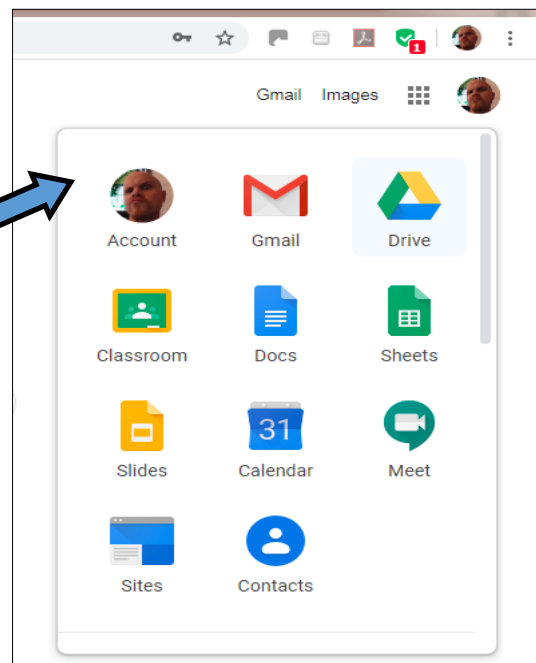 1
Gmail Images
Account Gmail Drive
Classroom Docs Sheets
31
Slides Calendar Meet
Sites Contacts